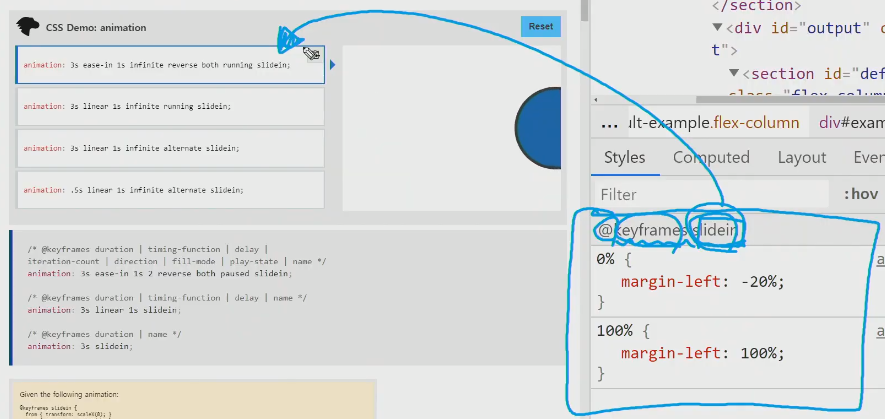 CSS Demo: animation
Reset
animation: 3s ease-in 1s infinite reverse both running slidein;
animation: 3s linear 1s infinite running slidein;
animation: 3s linear 1s infinite alternate slidein;
animation: .5s linear 1s infinite alternate slidein;
/* @keyframes duration | timing-function | delay |
iteration-count | direction | fill-mode | play-state | name */
animation: 3s ease-in 1s 2 reverse both paused slidein;
/* @keyframes duration | timing-function | delay | name */
animation: 3s linear 1s slidein;
/* @keyframes duration | name */
animation: 3s slidein;
Given the following animation:
@keyframes slidein {
from { transform: scaleX(0); }
</section>
▼<div id="output" c
t">
▼<section id="def
class="flex-colum
... ult-example.flex-column div#exam
Styles Computed Layout Even
Filter :hov
@keyframes slidein
0% {
margin-left: -20%;
}
100% {
margin-left: 100%;
}